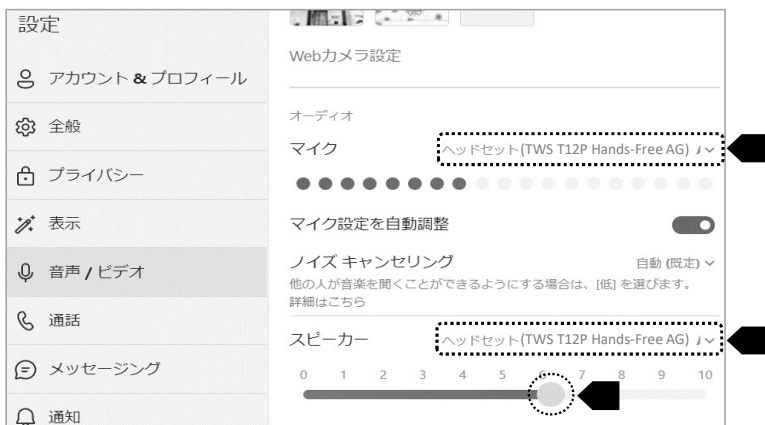 設定
アカウント & プロフィール
全般
プライバシー
表示
音声 / ビデオ
通話
メッセージング
通知
Webカメラ設定
オーディオ
マイク
ヘッドセット(TWS T12P Hands-Free AG)
マイク設定を自動調整
ノイズ キャンセリング
自動 (既定)
他の人が音楽を聞くことができるようにする場合は、[低] を選びます。
詳細はこちら
スピーカー
ヘッドセット(TWS T12P Hands-Free AG)
0 1 2 3 4 5 6 7 8 9 10